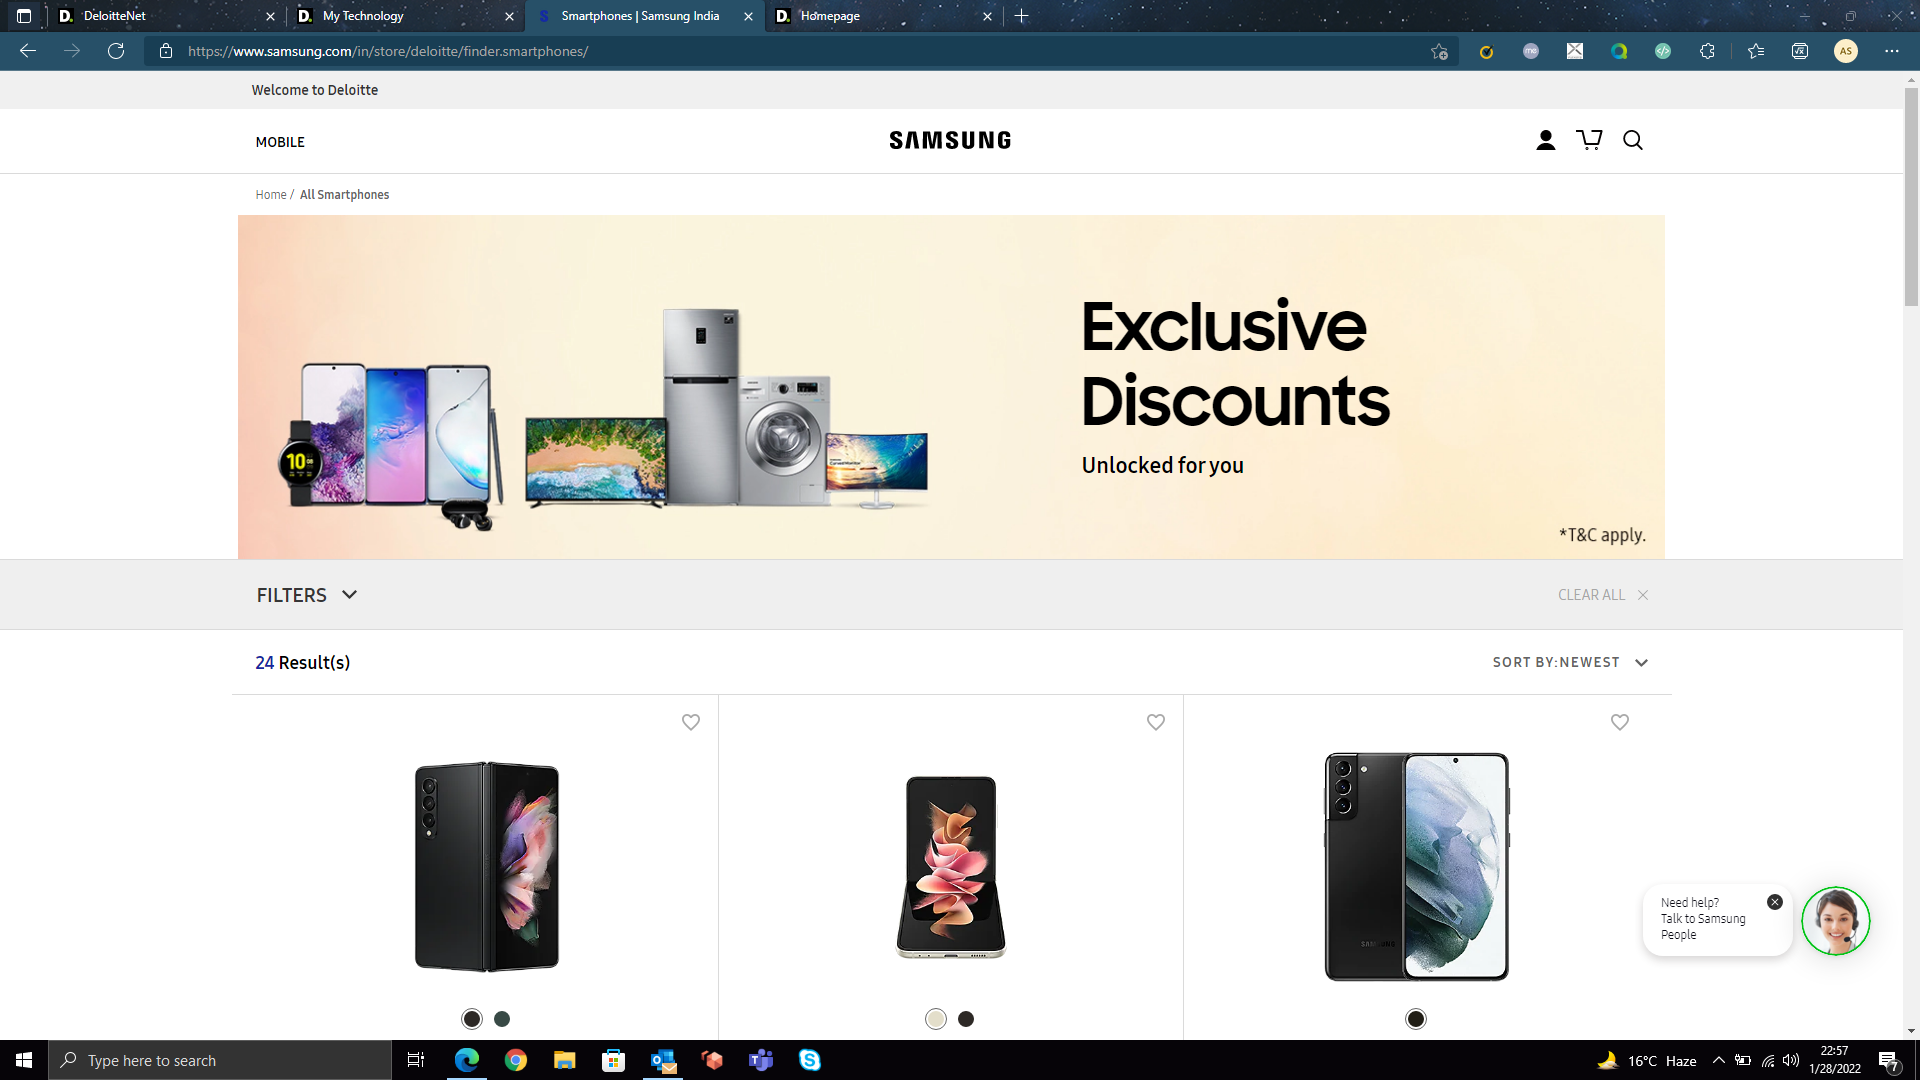 DeloitteNet
My Technology
Smartphones | Samsung India
Homepage
https://www.samsung.com/in/store/deloitte/finder.smartphones/
AS
Welcome to Deloitte
MOBILE
SAMSUNG
Home / All Smartphones
Exclusive
Discounts
Unlocked for you
*T&C apply.
FILTERS
CLEAR ALL
24 Result(s)
SORT BY:NEWEST
Need help?
Talk to Samsung
People
Type here to search
16°C Haze
22:57
1/28/2022
7